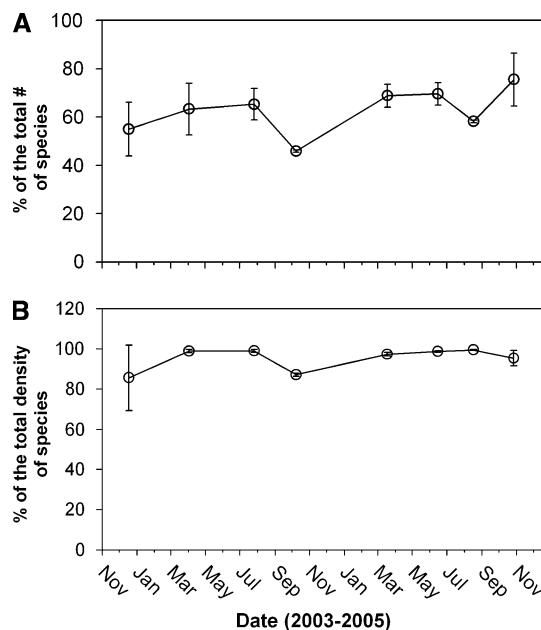 A
% of the total #
of species
100
80
60
40
20
0
B
% of the total density
of species
120
100
80
60
40
20
0
Nov
Jan
Mar
May
Jul
Sep
Nov
Jan
Mar
May
Jul
Sep
Nov
Date (2003-2005)